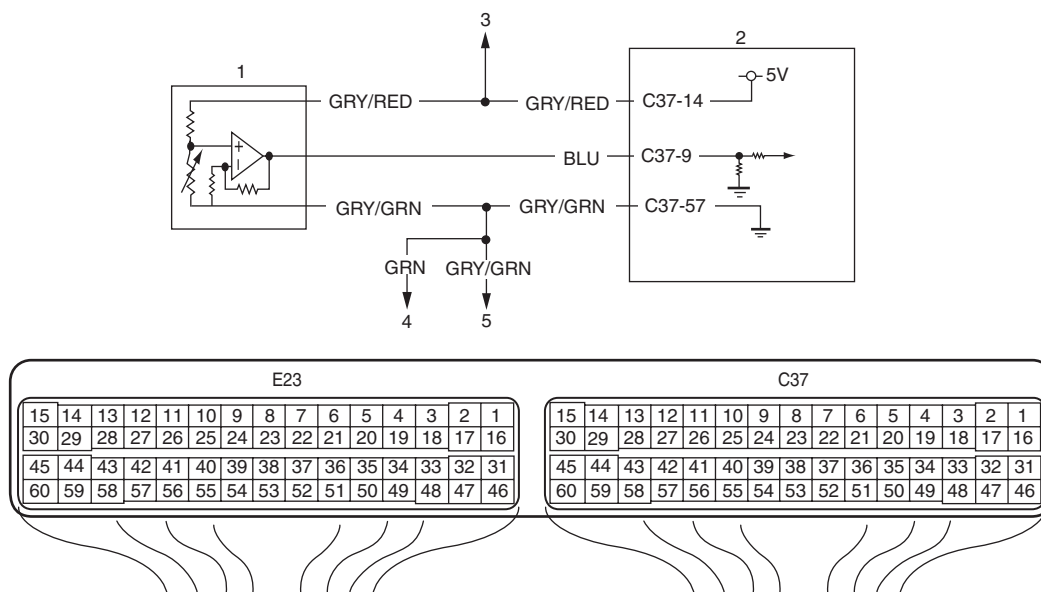 3
1
2
5V
GRY/RED GRY/RED C37-14
+
BLU C37-9
–
GRY/GRN GRY/GRN C37-57
GRN GRY/GRN
4 5
E23 C37
15 14 13 12 11 10 9 8 7 6 5 4 3 2 1 15 14 13 12 11 10 9 8 7 6 5 4 3 2 1
30 29 28 27 26 25 24 23 22 21 20 19 18 17 16 30 29 28 27 26 25 24 23 22 21 20 19 18 17 16
45 44 43 42 41 40 39 38 37 36 35 34 33 32 31 45 44 43 42 41 40 39 38 37 36 35 34 33 32 31
60 59 58 57 56 55 54 53 52 51 50 49 48 47 46 60 59 58 57 56 55 54 53 52 51 50 49 48 47 46